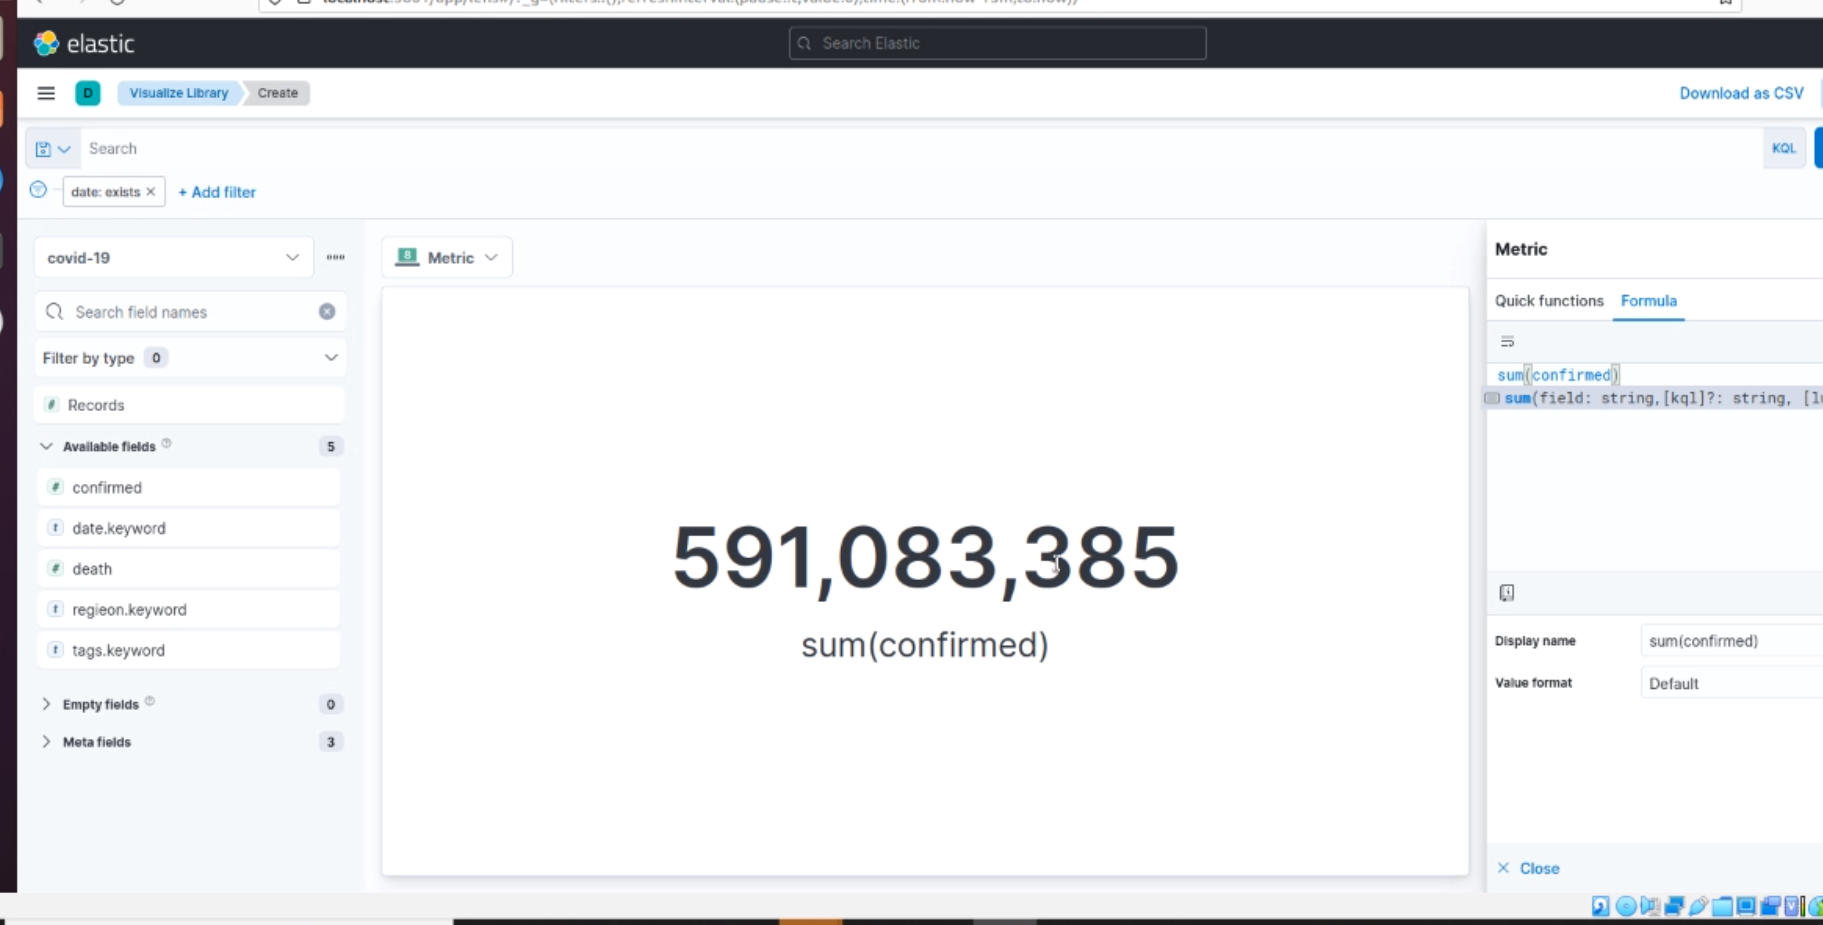 elastic
Search Elastic
D
Visualize Library
Create
Download as CSV
Search
KQL
date: exists ×
+ Add filter
covid-19
Metric
Search field names
Filter by type 0
# Records
Available fields 5
# confirmed
t date.keyword
# death
t regieon.keyword
t tags.keyword
Empty fields 0
Meta fields 3
591,083,385
sum(confirmed)
Metric
Quick functions Formula
sum(confirmed)
sum(field: string,[kql]?: string,
Display name sum(confirmed)
Value format Default
× Close